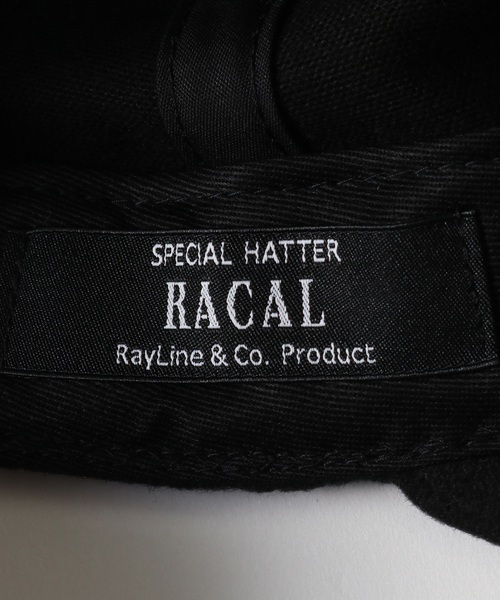 SPECIAL HATTER
RACAL
RayLine & Co. Product